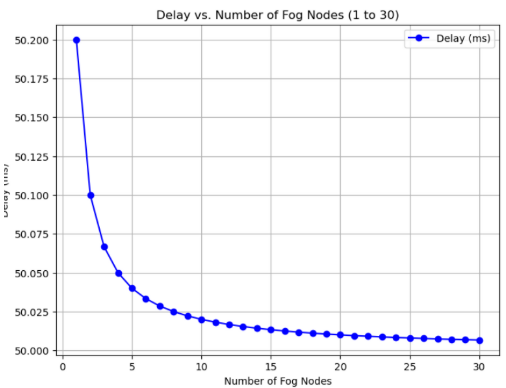 Delay vs. Number of Fog Nodes (1 to 30)
Delay (ms)
50.200
50.175
50.150
50.125
50.100
50.075
50.050
50.025
50.000
Delay (ms)
0 5 10 15 20 25 30
Number of Fog Nodes